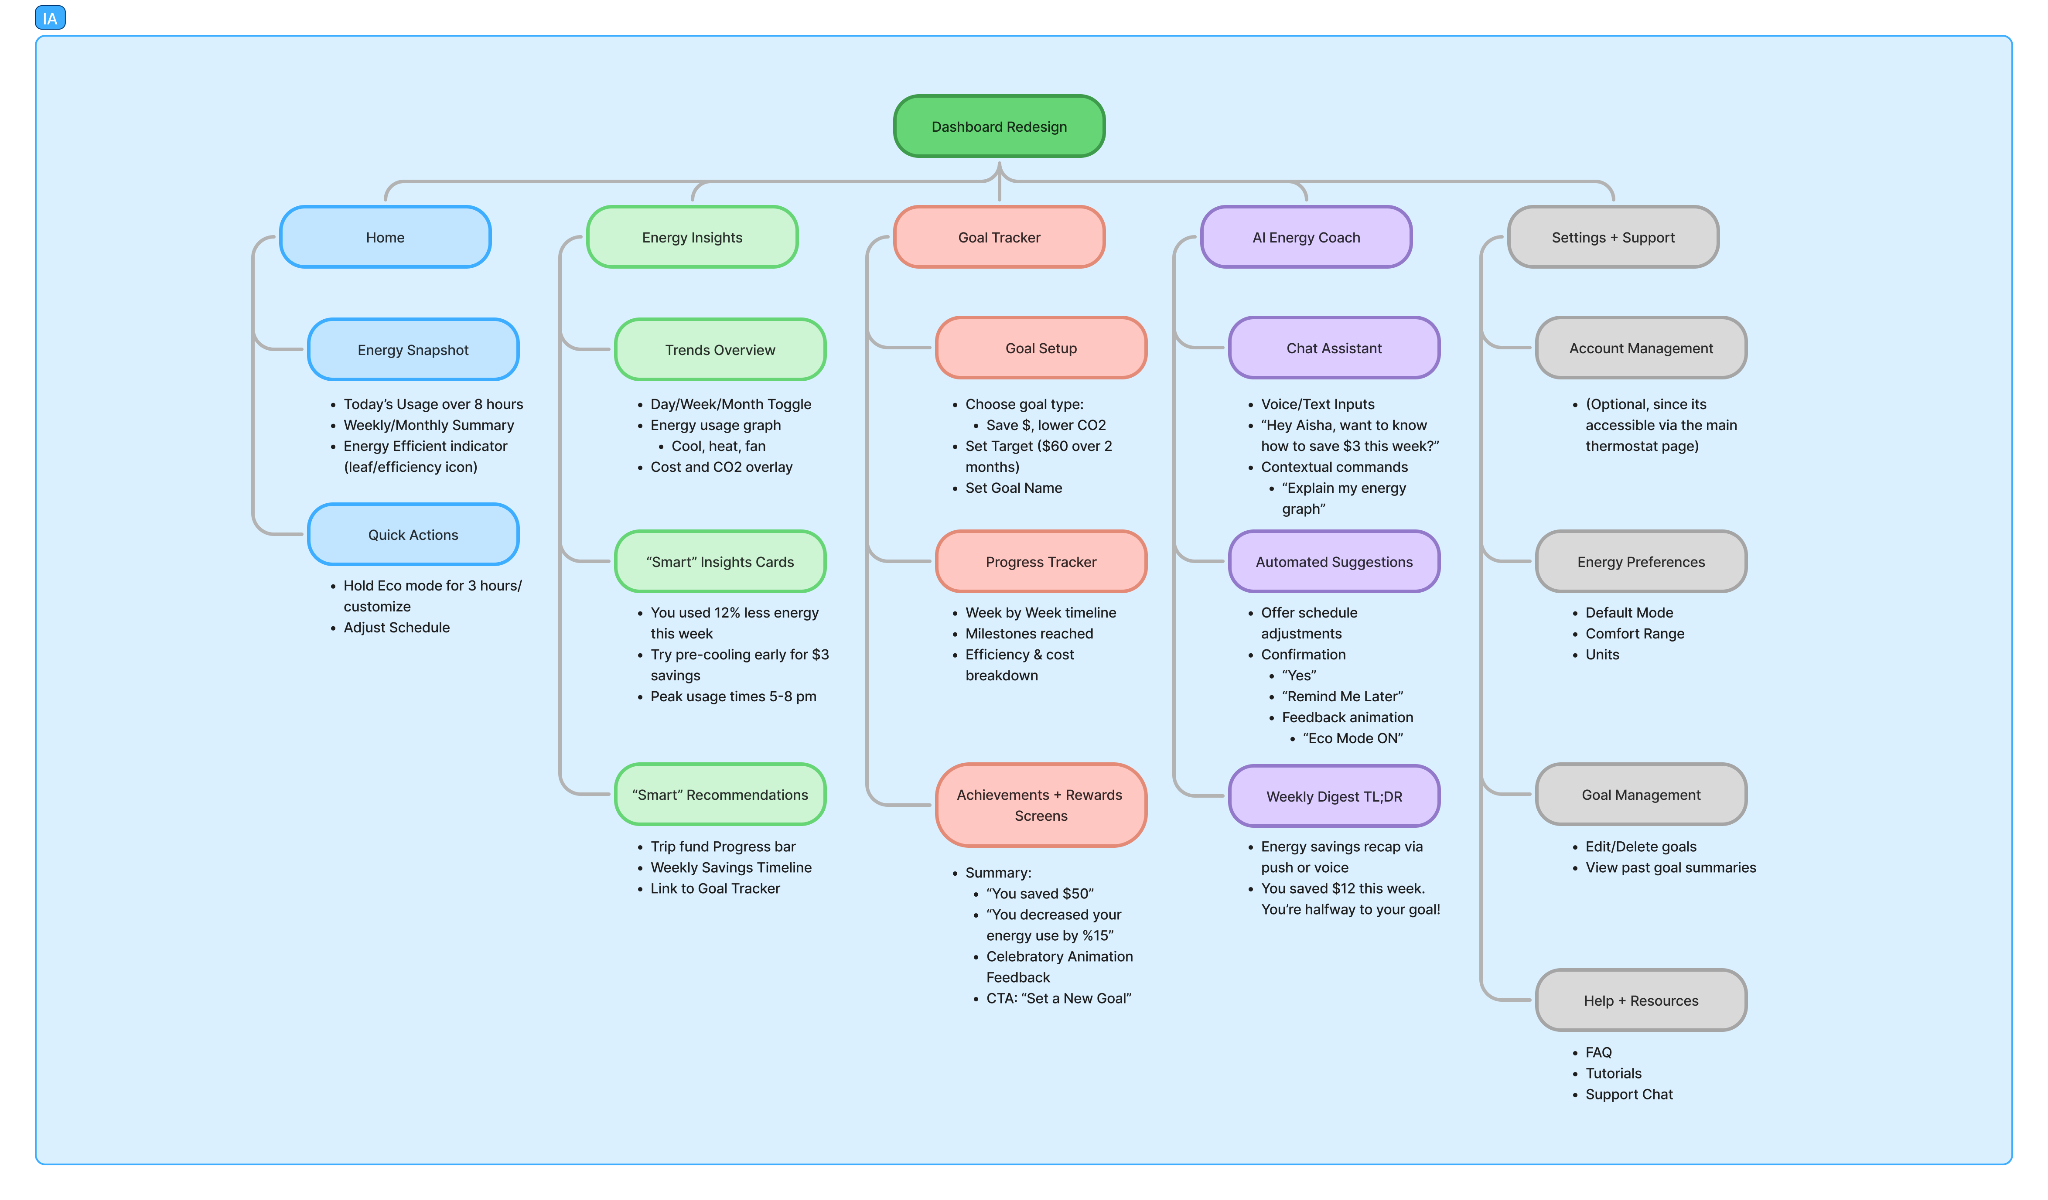 IA
Dashboard Redesign
Home
Energy Snapshot
• Today’s Usage over 8 hours
• Weekly/Monthly Summary
• Energy Efficient indicator
(leaf/efficiency icon)
Quick Actions
• Hold Eco mode for 3 hours/
customize
• Adjust Schedule
Energy Insights
Trends Overview
• Day/Week/Month Toggle
• Energy usage graph
• Cool, heat, fan
• Cost and CO2 overlay
“Smart” Insights Cards
• You used 12% less energy
this week
• Try pre-cooling early for $3
savings
• Peak usage times 5-8 pm
“Smart” Recommendations
• Trip fund Progress bar
• Weekly Savings Timeline
• Link to Goal Tracker
Goal Tracker
Goal Setup
• Choose goal type:
• Save $, lower CO2
• Set Target ($60 over 2
months)
• Set Goal Name
Progress Tracker
• Week by Week timeline
• Milestones reached
• Efficiency & cost
breakdown
Achievements + Rewards
Screens
• Summary:
• “You saved $50”
• “You decreased your
energy use by %15”
• Celebratory Animation
Feedback
• CTA: “Set a New Goal”
AI Energy Coach
Chat Assistant
• Voice/Text Inputs
• “Hey Aisha, want to know
how to save $3 this week?”
• Contextual commands
• “Explain my energy
graph”
Automated Suggestions
• Offer schedule
adjustments
• Confirmation
• “Yes”
• “Remind Me Later”
• Feedback animation
• “Eco Mode ON”
Weekly Digest TL;DR
• Energy savings recap via
push or voice
• You saved $12 this week.
You’re halfway to your goal!
Settings + Support
Account Management
• (Optional, since its
accessible via the main
thermostat page)
Energy Preferences
• Default Mode
• Comfort Range
• Units
Goal Management
• Edit/Delete goals
• View past goal summaries
Help + Resources
• FAQ
• Tutorials
• Support Chat